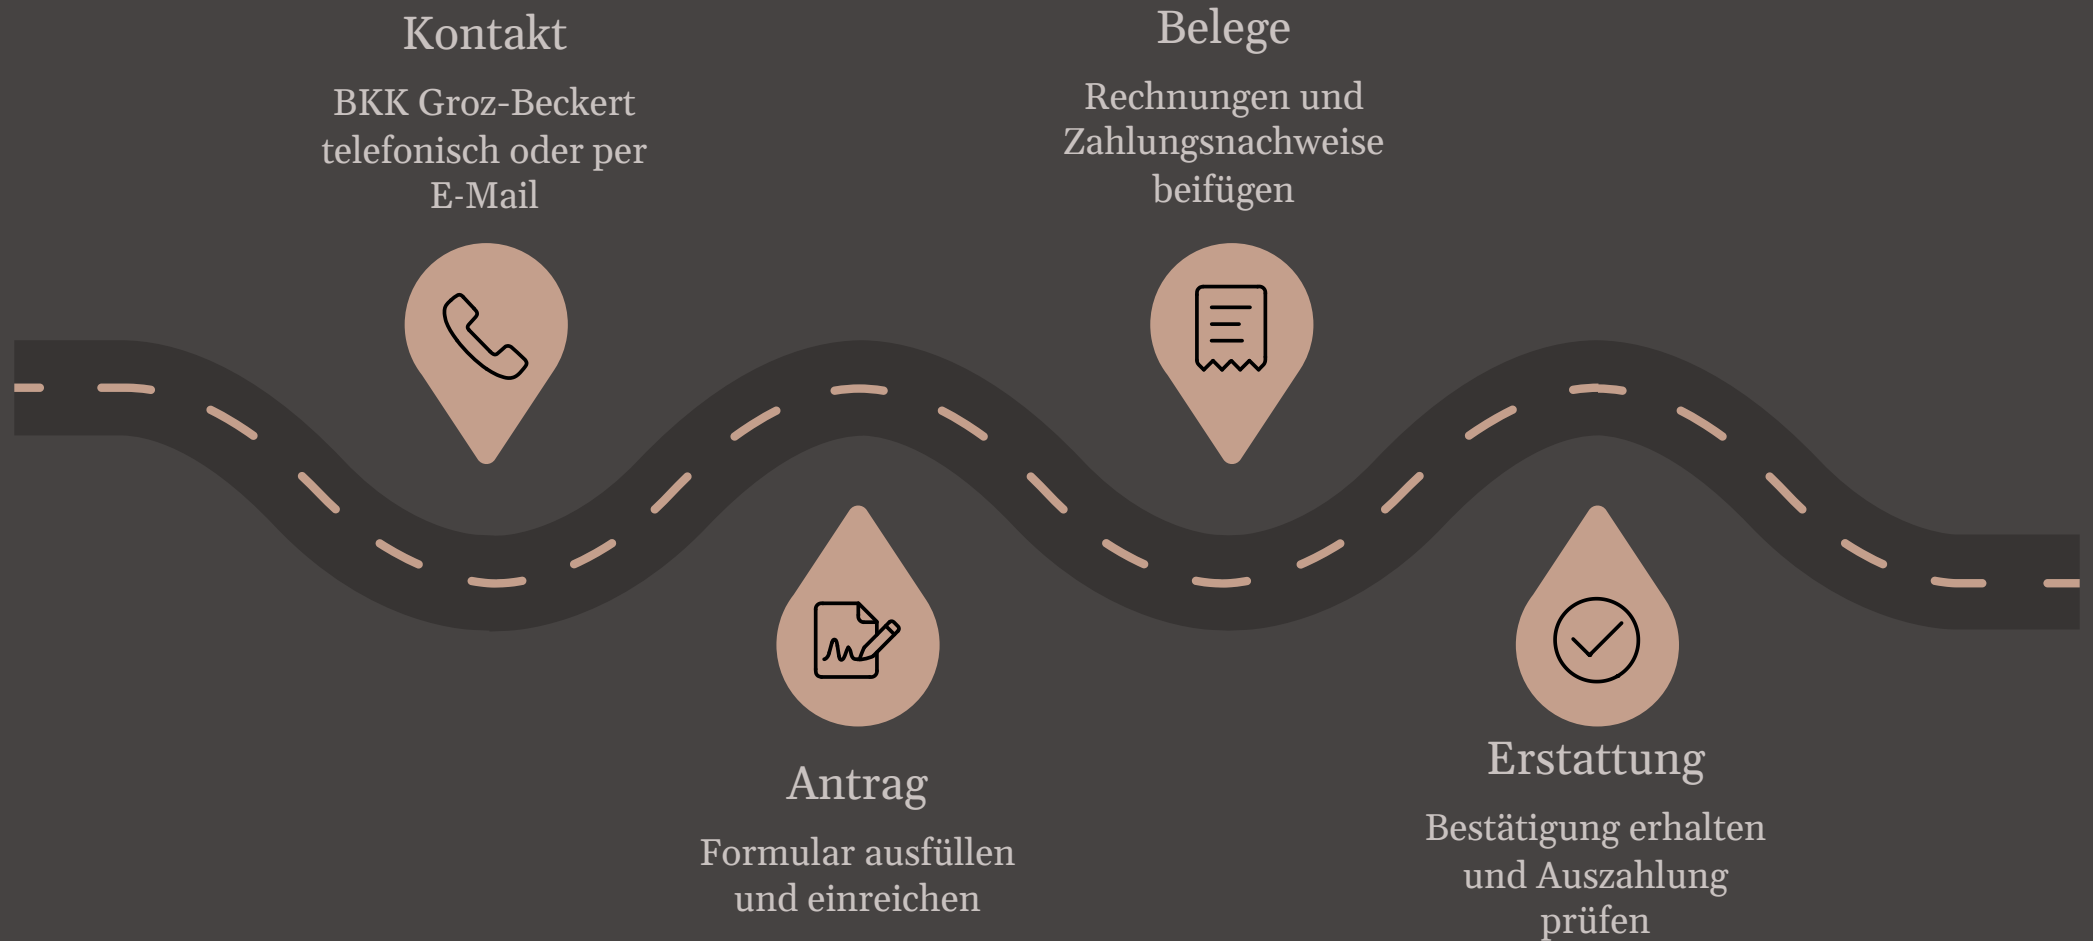 Kontakt
BKK Groz-Beckert
telefonisch oder per
E-Mail
Antrag
Formular ausfüllen
und einreichen
Belege
Rechnungen und
Zahlungsnachweise
beifügen
Erstattung
Bestätigung erhalten
und Auszahlung
prüfen